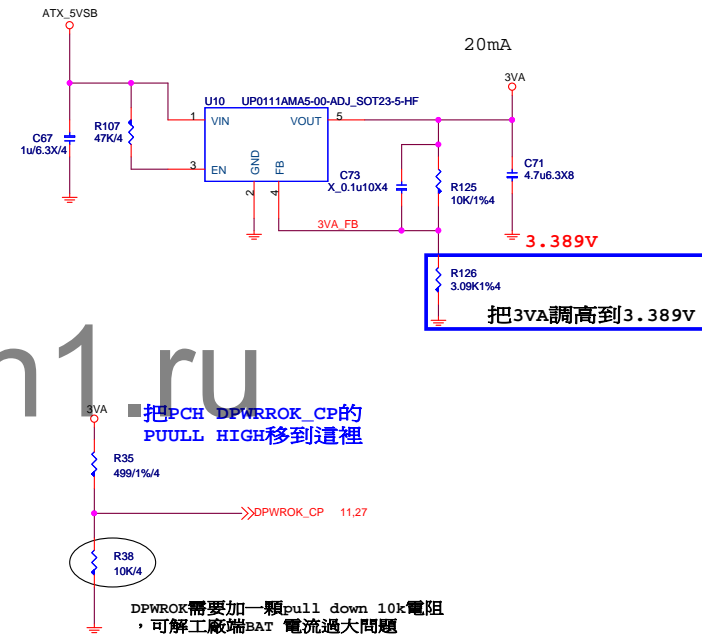 ATX_5VSB
20mA
3VA
U10 UP0111AMA5-00-ADJ_SOT23-5-HF
1 VIN VOUT 5
C67
1u/6.3X/4
R107
47K/4
3 EN GND FB
2 4
C73
X_0.1u10X4
R125
10K/1%4
C71
4.7u6.3X8
3VA_FB
3.389V
R126
3.09K1%4
把3VA調高到3.389V
n1.ru
3VA
把PCH DPWRROK_CP的
PUULL HIGH移到這裡
R35
499/1%/4
DPWROK_CP 11,27
R38
10K/4
DPWROK需要加一顆pull down 10k電阻
，可解工廠端BAT 電流過大問題